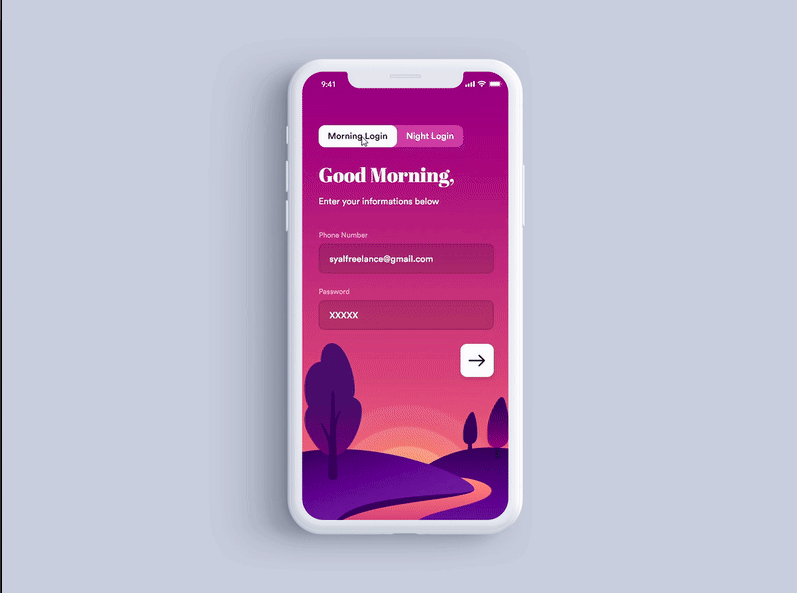 9:41
Morning Login Night Login
Good Morning,
Enter your informations below
Phone Number
syalfreelance@gmail.com
Password
XXXXX